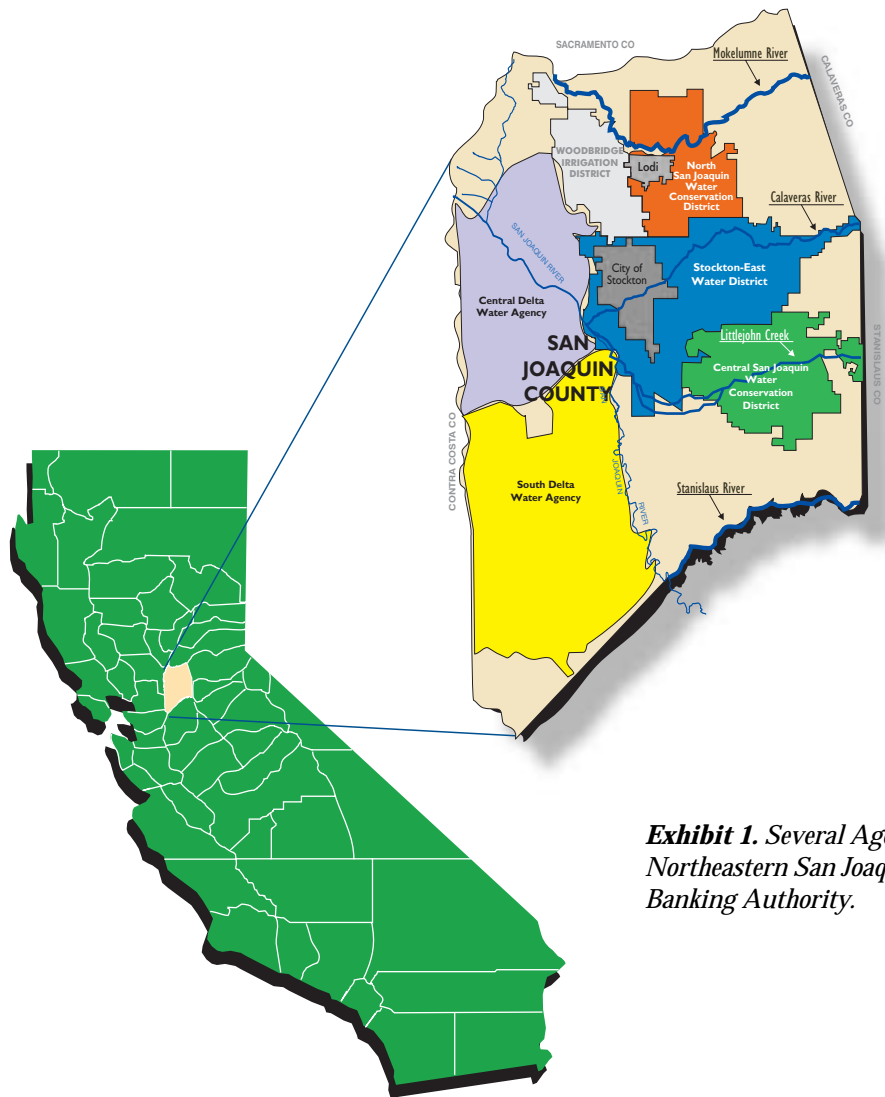 SACRAMENTO CO
Mokelumne River
CALAVERAS CO
WOODBRIDGE
IRRIGATION
DISTRICT
Lodi
North
San Joaquin
Water
Conservation
District
Calaveras River
SAN JOAQUIN RIVER
City of
Stockton
Stockton-East
Water District
Central Delta
Water Agency
SAN
JOAQUIN
COUNTY
Littlejohn Creek
Central San Joaquin
Water
Conservation
District
STANISLAUS CO
CONTRA COSTA CO
South Delta
Water Agency
JOAQUIN
RIVER
Stanislaus River
Exhibit 1. Several
Northeastern San
Banking Authority.